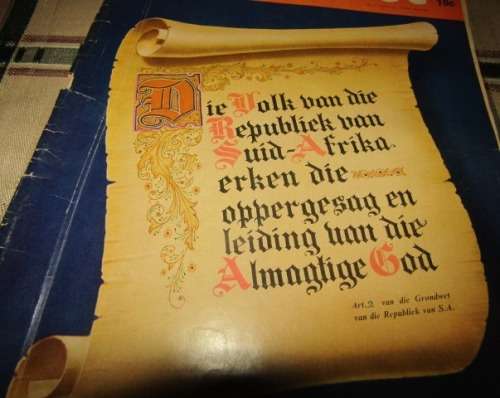 10c
Die Volk van die
Republiek van
Suid-Afrika
erken die
oppergesag en
leiding van die
Almagtige God
Art. 2. van die Grondwet
van die Republiek van S.A.